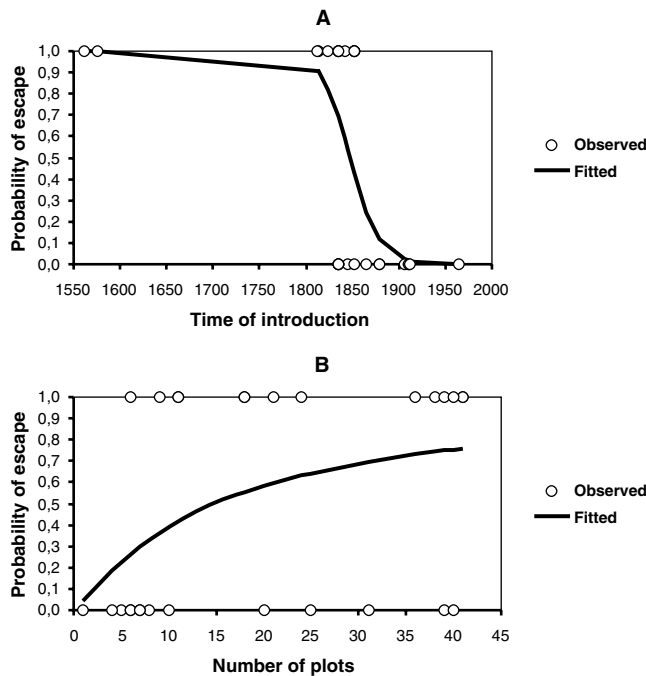 A
Probability of escape
1,0
0,9
0,8
0,7
0,6
0,5
0,4
0,3
0,2
0,1
0,0
1550 1600 1650 1700 1750 1800 1850 1900 1950 2000
Time of introduction
Observed
Fitted
B
Probability of escape
1,0
0,9
0,8
0,7
0,6
0,5
0,4
0,3
0,2
0,1
0,0
0 5 10 15 20 25 30 35 40 45
Number of plots
Observed
Fitted